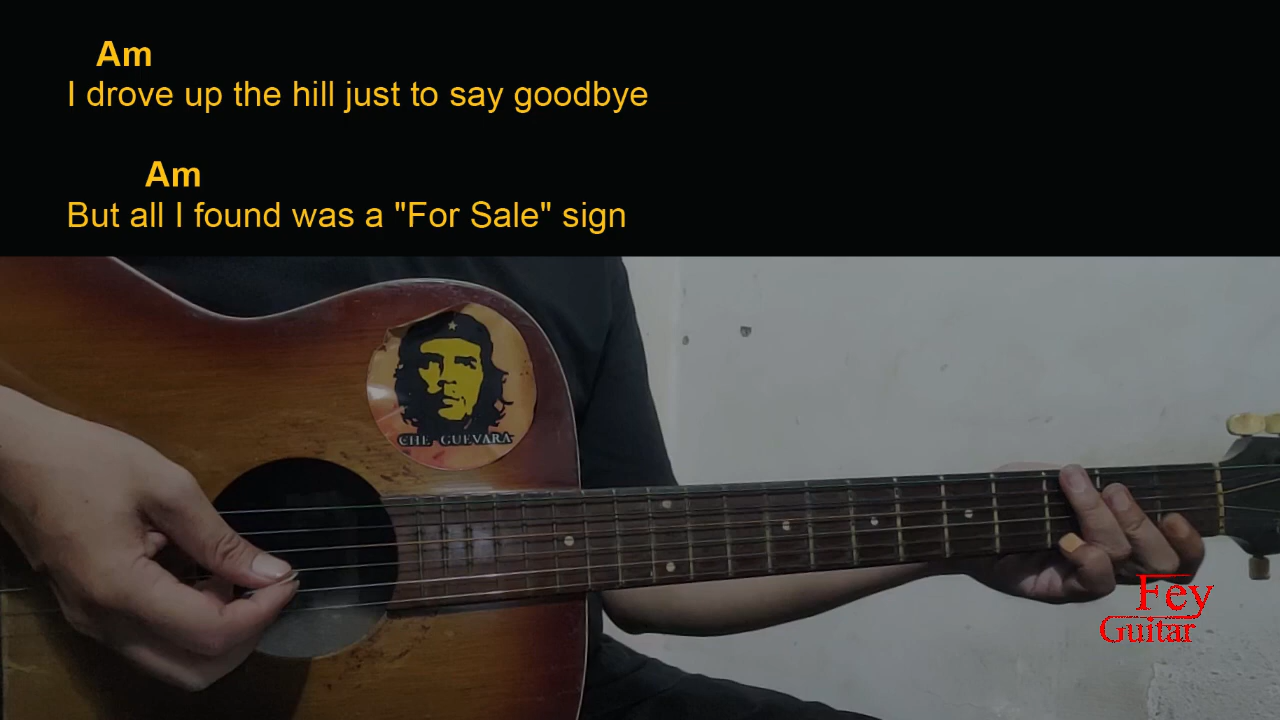 Am
I drove up the hill just to say goodbye
Am
But all I found was a "For Sale" sign
CHE GUEVARA
Fey
Guitar